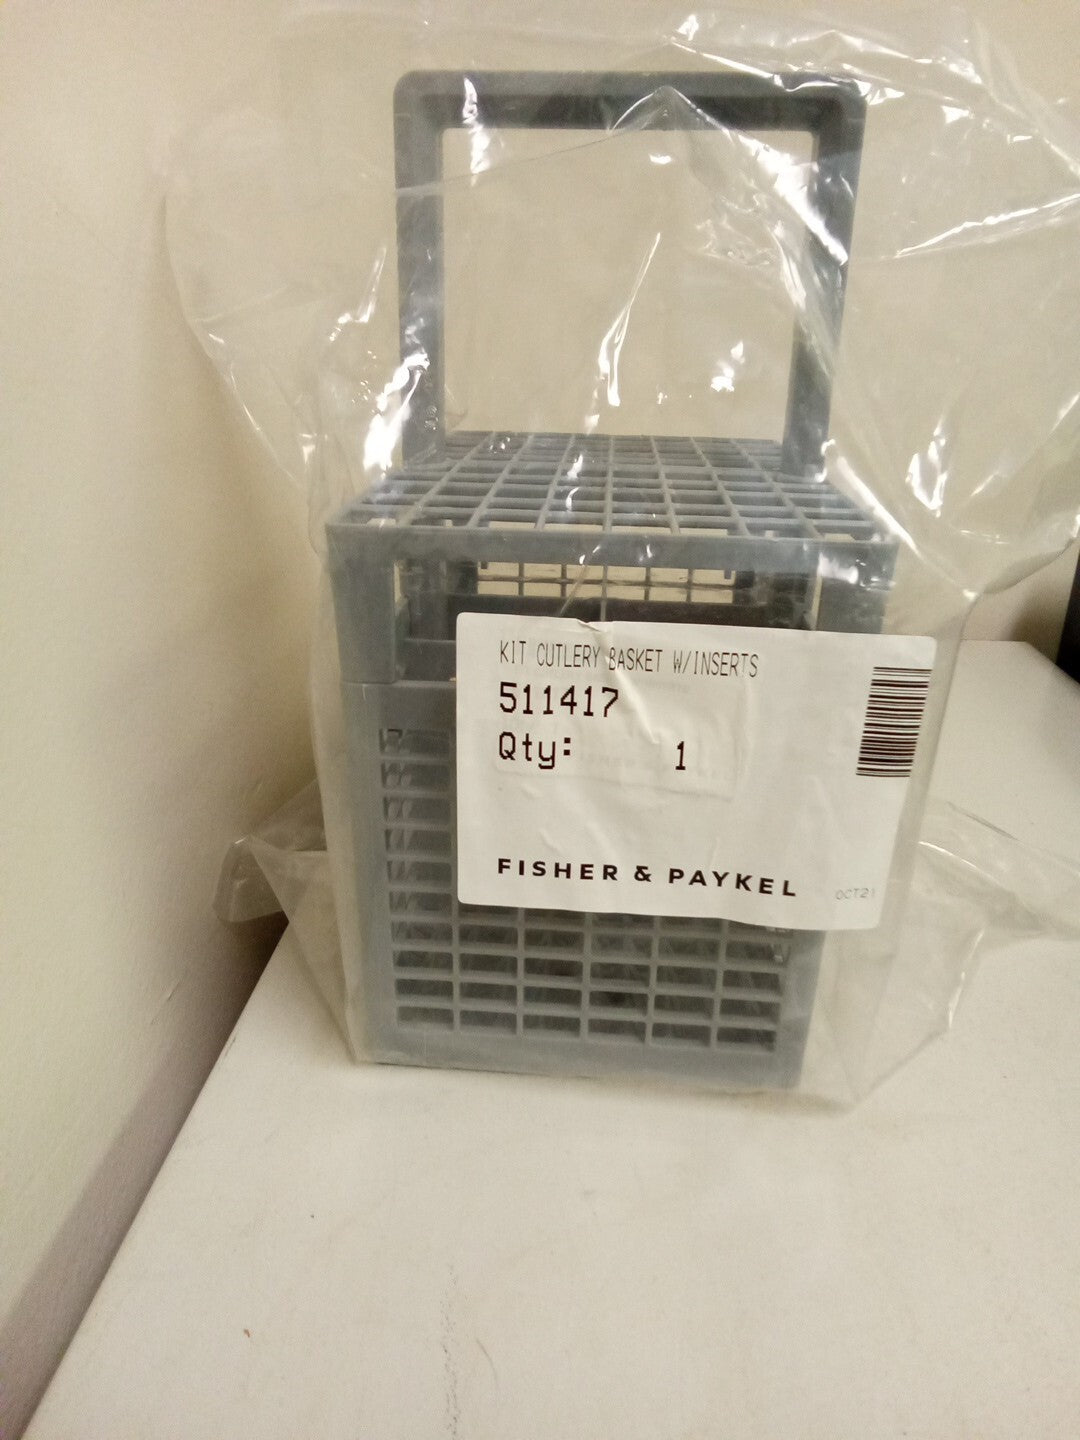 KIT CUTLERY BASKET W/INSERTS
511417
Qty: 1
FISHER & PAYKEL
OCT21